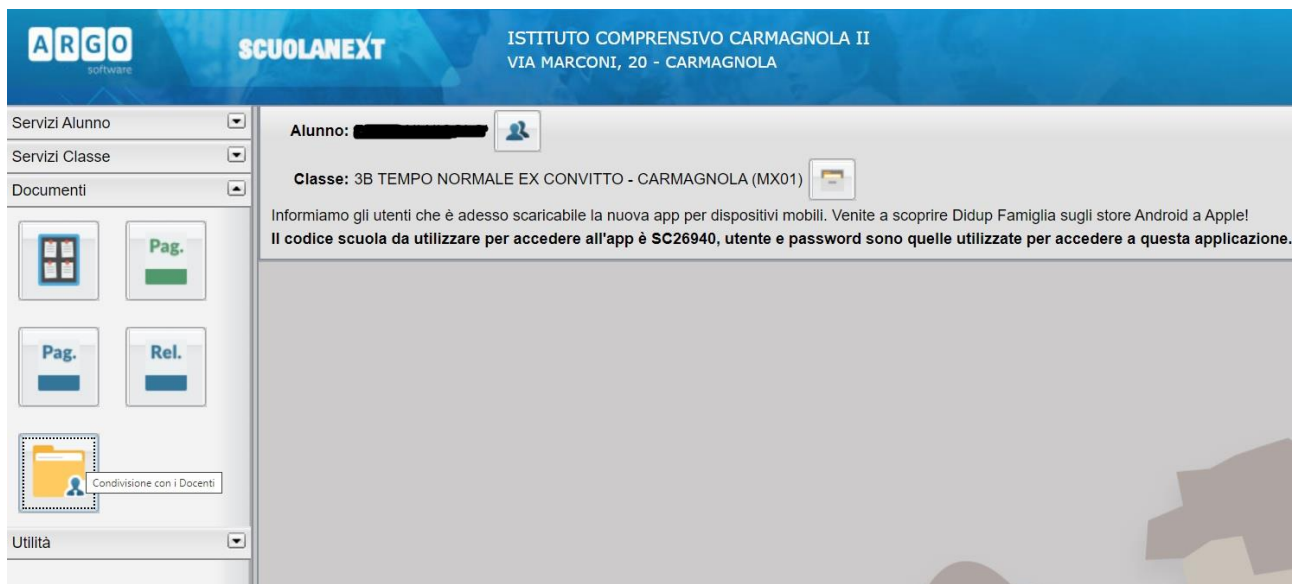 ARGO
software
SCUOLANEXT
ISTITUTO COMPRENSIVO CARMAGNOLA II
VIA MARCONI, 20 - CARMAGNOLA
Servizi Alunno
Servizi Classe
Documenti
Pag.
Pag.
Rel.
Condivisione con i Docenti
Utilità
Alunno:
Classe: 3B TEMPO NORMALE EX CONVITTO - CARMAGNOLA (MX01)
Informiamo gli utenti che è adesso scaricabile la nuova app per dispositivi mobili. Venite a scoprire Didup Famiglia sugli store Android a Apple!
Il codice scuola da utilizzare per accedere all'app è SC26940, utente e password sono quelle utilizzate per accedere a questa applicazione.